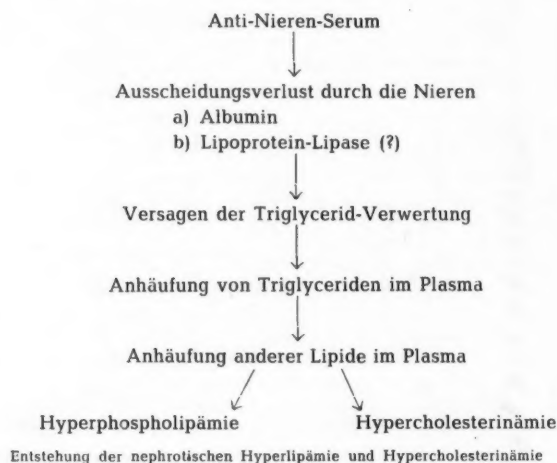 Anti-Nieren-Serum
Ausscheidungsverlust durch die Nieren
a) Albumin
b) Lipoprotein-Lipase (?)
Versagen der Triglycerid-Verwertung
Anhäufung von Triglyceriden im Plasma
Anhäufung anderer Lipide im Plasma
Hyperphospholipämie Hypercholesterinämie
Entstehung der nephrotischen Hyperlipämie und Hypercholesterinämie